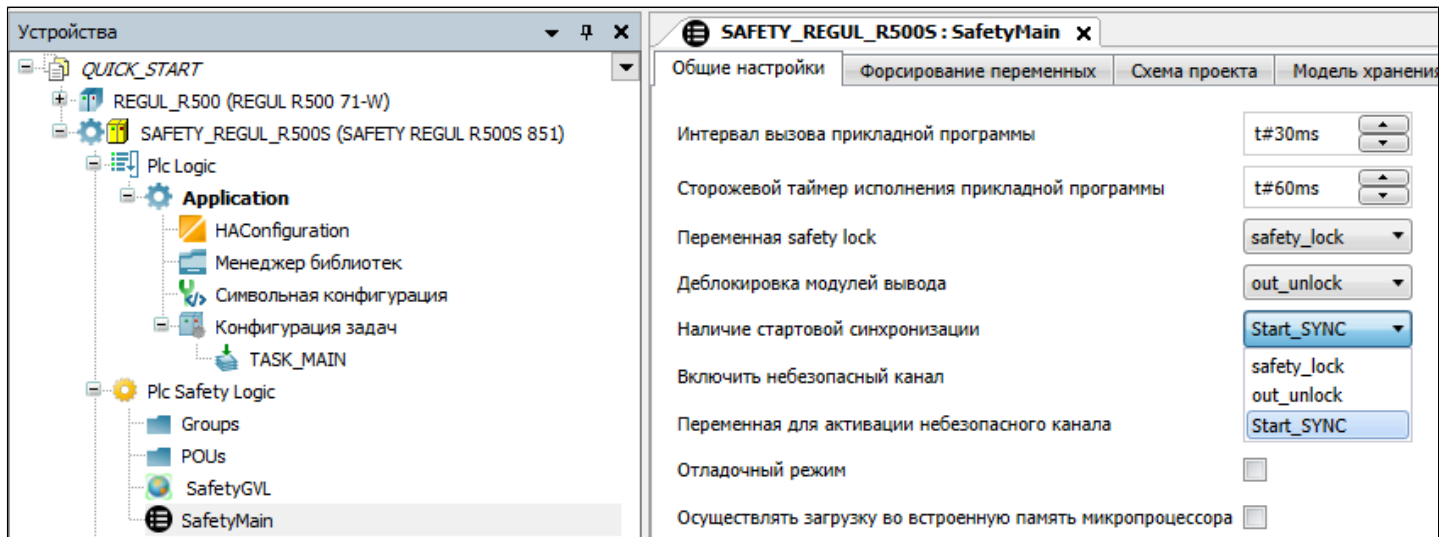 Устройства
QUICK_START
REGUL_R500 (REGUL R500 71-W)
SAFETY_REGUL_R500S (SAFETY REGUL R500S 851)
Plc Logic
Application
HAConfiguration
Менеджер библиотек
Символьная конфигурация
Конфигурация задач
TASK_MAIN
Plc Safety Logic
Groups
POUs
SafetyGVL
SafetyMain
SAFETY_REGUL_R500S: SafetyMain
Общие настройки Форсирование переменных Схема проекта Модель хранения
Интервал вызова прикладной программы t#30ms
Сторожевой таймер исполнения прикладной программы t#60ms
Переменная safety lock safety_lock
Деблокировка модулей вывода out_unlock
Наличие стартовой синхронизации Start_SYNC
safety_lock
Включить небезопасный канал
out_unlock
Переменная для активации небезопасного канала Start_SYNC
Отладочный режим
Осуществлять загрузку во встроенную память микропроцессора